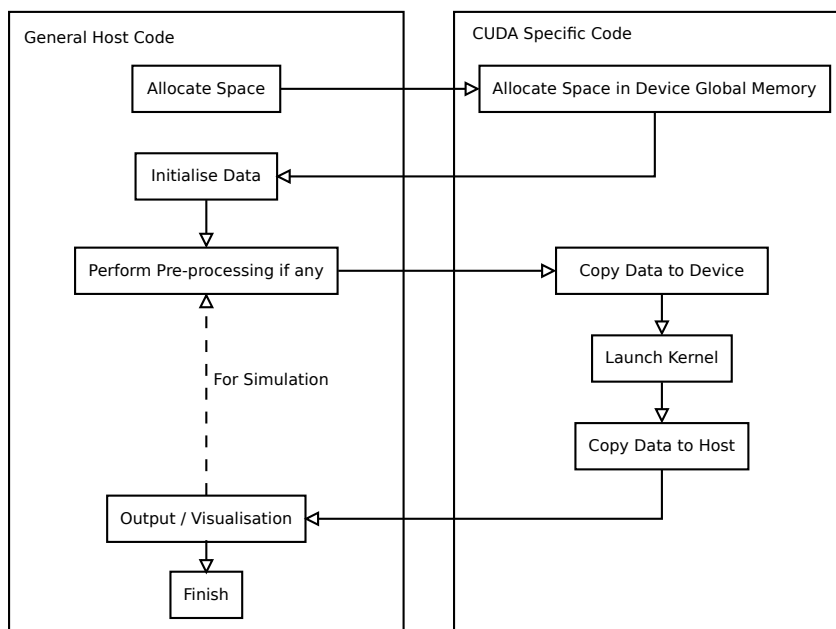 General Host Code
CUDA Specific Code
Allocate Space
Allocate Space in Device Global Memory
Initialise Data
Perform Pre-processing if any
Copy Data to Device
Launch Kernel
For Simulation
Copy Data to Host
Output / Visualisation
Finish